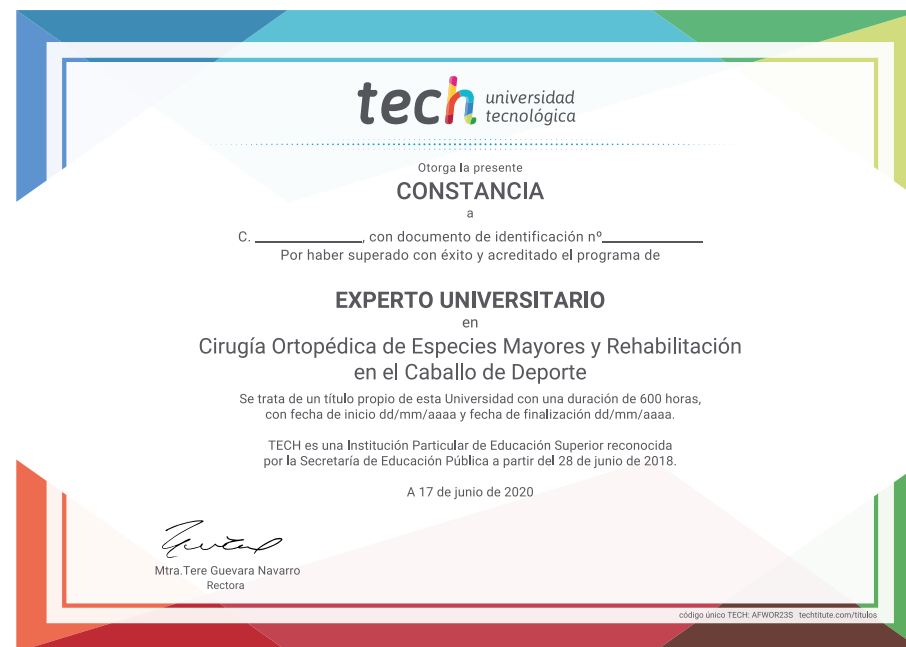 tech universidad
tecnológica
Otorga la presente
CONSTANCIA
a
C. ______________, con documento de identificación nº_____________
Por haber superado con éxito y acreditado el programa de
EXPERTO UNIVERSITARIO
en
Cirugía Ortopédica de Especies Mayores y Rehabilitación
en el Caballo de Deporte
Se trata de un título propio de esta Universidad con una duración de 600 horas,
con fecha de inicio dd/mm/aaaa y fecha de finalización dd/mm/aaaa.
TECH es una Institución Particular de Educación Superior reconocida
por la Secretaría de Educación Pública a partir del 28 de junio de 2018.
A 17 de junio de 2020
Mtra.Tere Guevara Navarro
Rectora
código único TECH: AFWOR23S techtitute.com/titulos